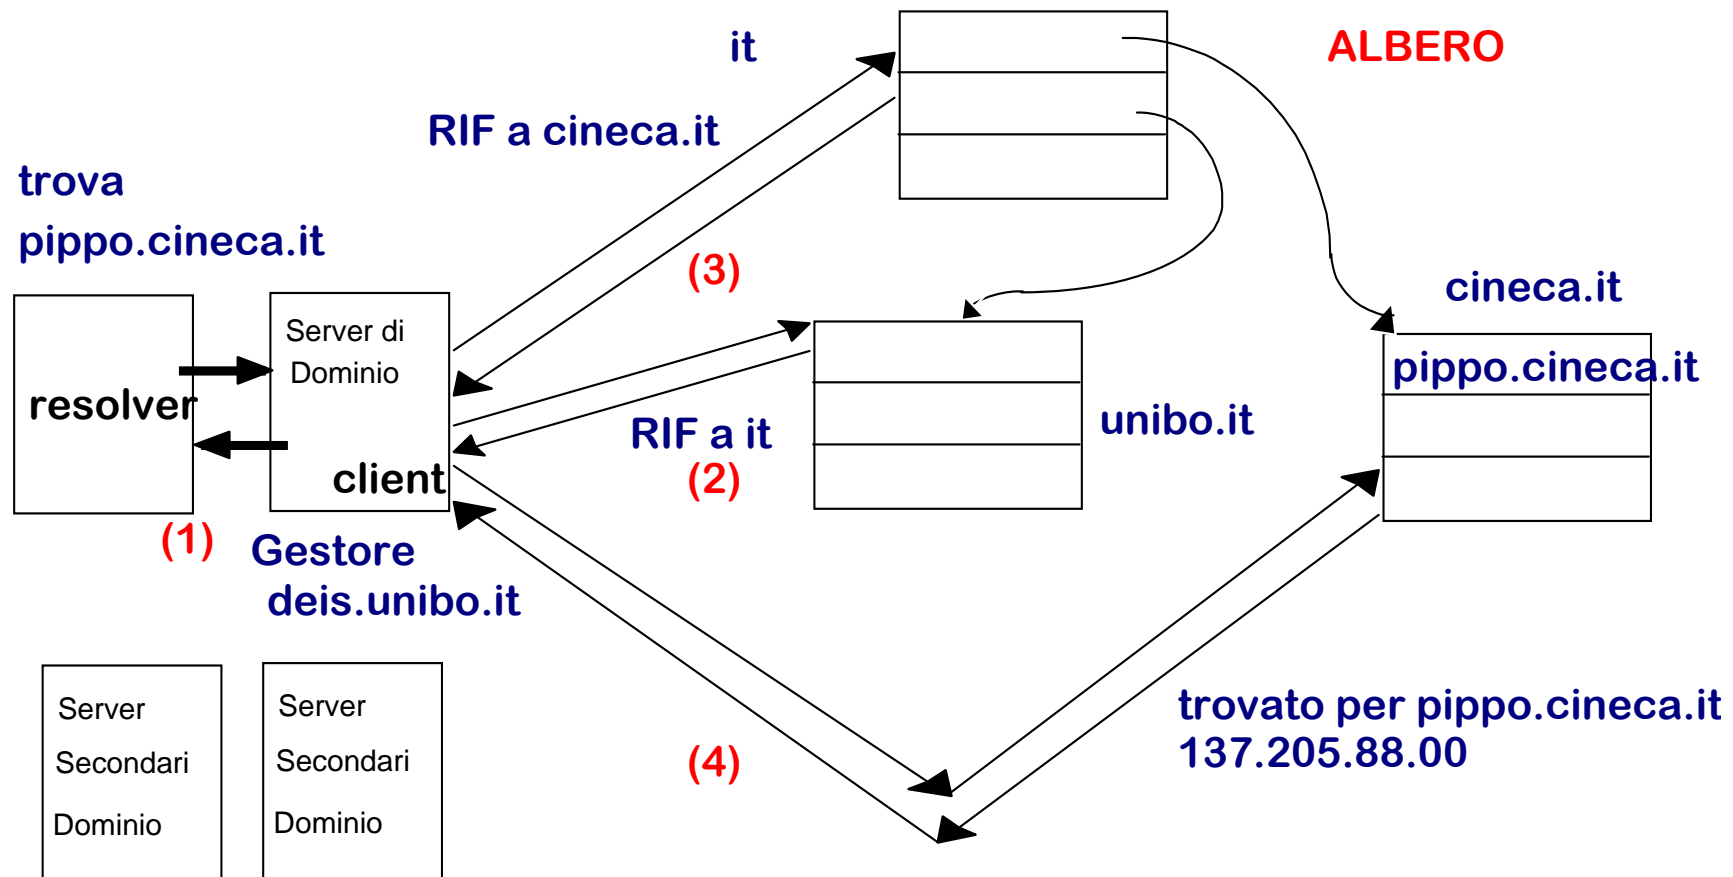 it
ALBERO
RIF a cineca.it
trova
pippo.cineca.it
(3)
cineca.it
Server di
Dominio
pippo.cineca.it
resolver
RIF a it
unibo.it
client
(2)
(1)
Gestore
deis.unibo.it
Server
Secondari
Dominio
Server
Secondari
Dominio
(4)
trovato per pippo.cineca.it
137.205.88.00